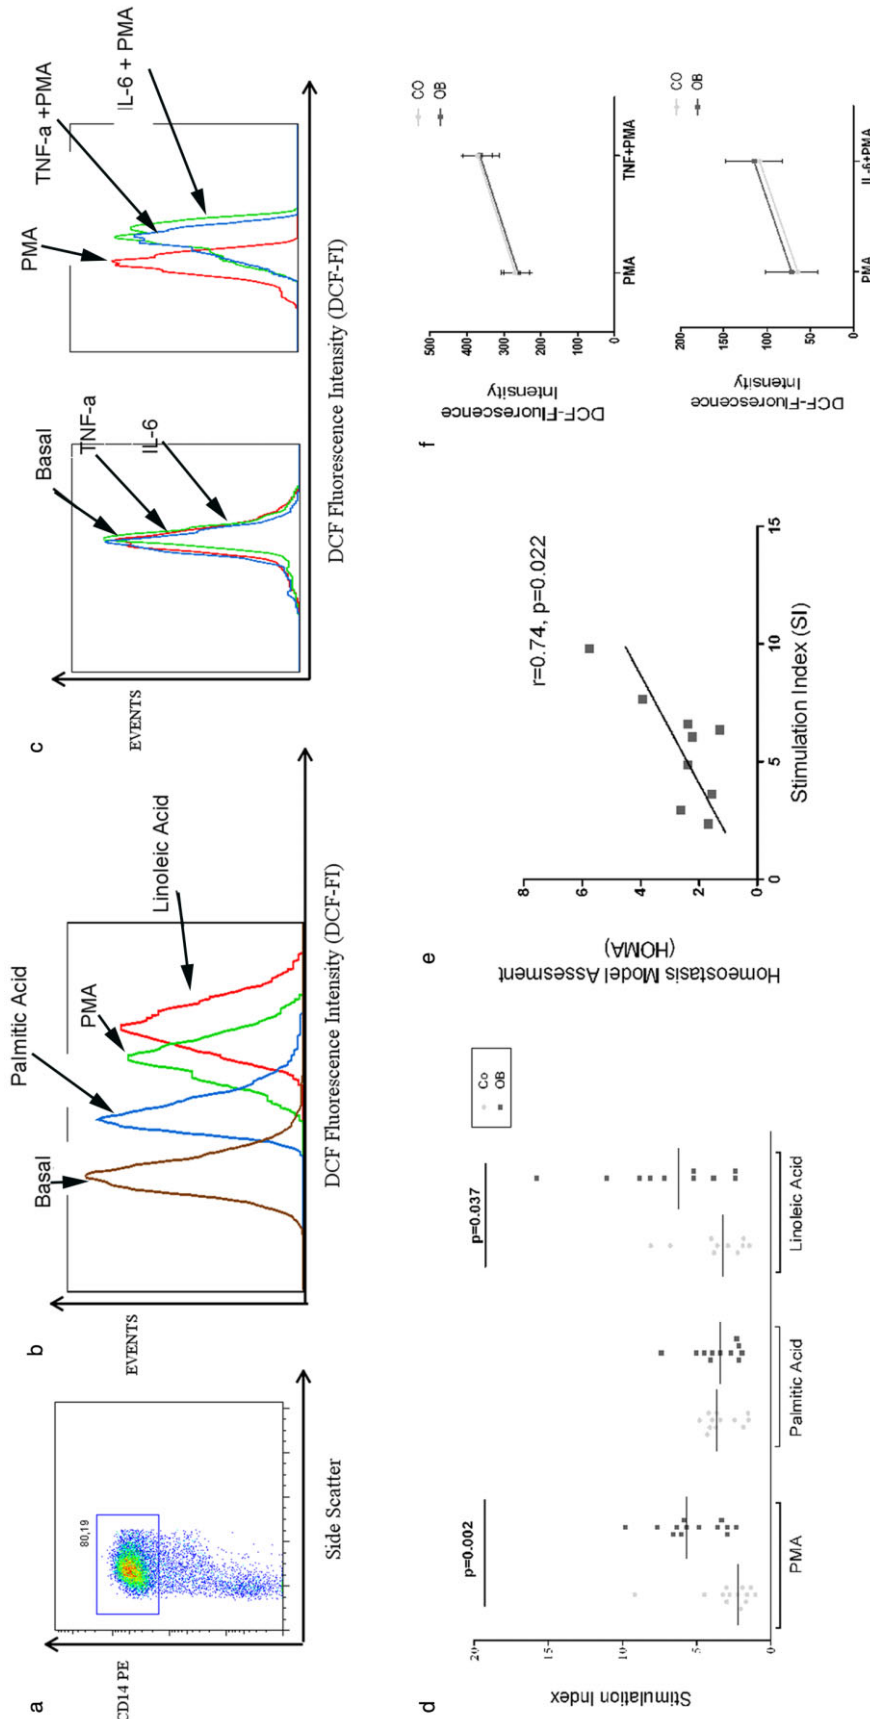 a
CD14 PE
80,19
Side Scatter
b
EVENTS
Basal
Palmitic Acid
PMA
Linoleic Acid
DCF Fluorescence Intensity (DCF-FI)
c
EVENTS
Basal
TNF-a
IL-6
PMA
TNF-a +PMA
IL-6 + PMA
DCF Fluorescence Intensity (DCF-FI)
d
Stimulation Index
20
15
10
5
0
p=0.002
p=0.037
Co
OB
PMA
Palmitic Acid
Linoleic Acid
e
Homeostasis Model Assesment
(HOMA)
8
6
4
2
0
r=0.74, p=0.022
0
5
10
15
Stimulation Index (SI)
f
DCF-Fluorescence
Intensity
500
400
300
200
100
0
CO
OB
PMA
TNF+PMA
DCF-Fluorescence
Intensity
200
150
100
50
0
CO
OB
PMA
IL-6+PMA